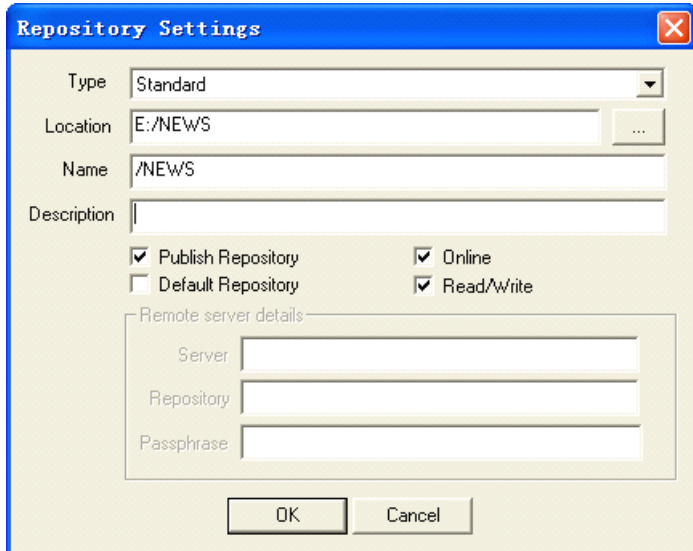 Repository Settings
Type Standard
Location E:/NEWS ...
Name /NEWS
Description
Publish Repository Online
Default Repository Read/Write
Remote server details
Server
Repository
Passphrase
OK Cancel